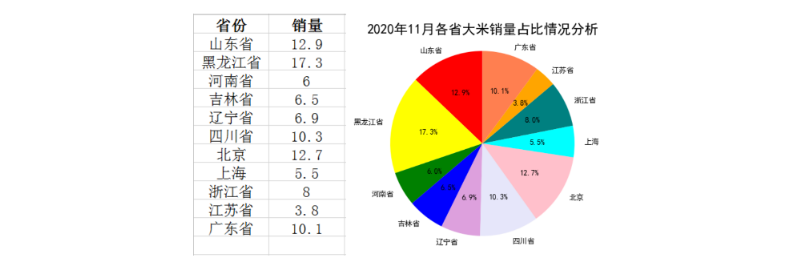 省份 销量
山东省 12.9
黑龙江省 17.3
河南省 6
吉林省 6.5
辽宁省 6.9
四川省 10.3
北京 12.7
上海 5.5
浙江省 8
江苏省 3.8
广东省 10.1
2020年11月各省大米销量占比情况分析
山东省
广东省
江苏省
浙江省
上海
北京
四川省
辽宁省
吉林省
河南省
黑龙江省
12.9%
10.1%
3.8%
8.0%
5.5%
12.7%
10.3%
6.9%
6.5%
6.0%
17.3%